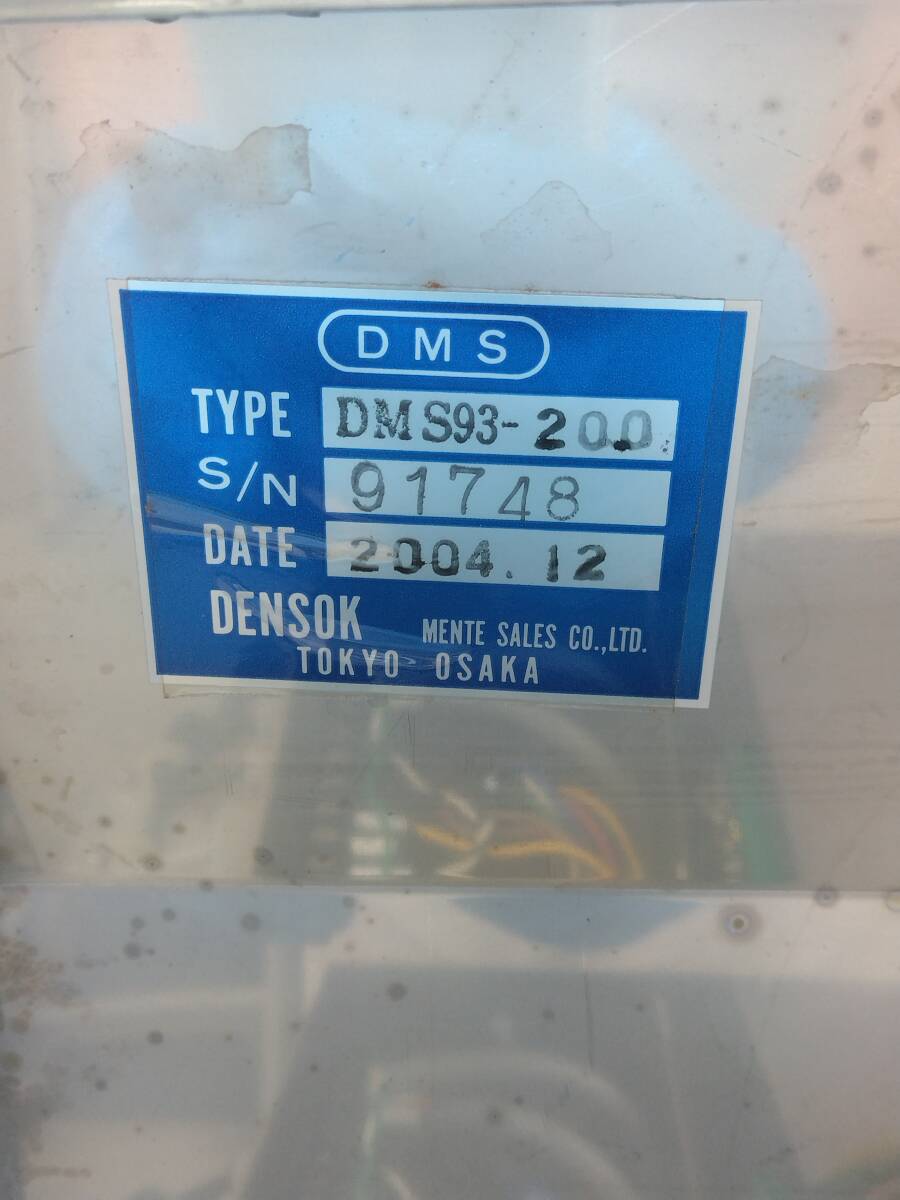 DMS
TYPE DMS93-200
S/N 91748
DATE 2004.12
DENSOK MENTE SALES CO.,LTD.
TOKYO OSAKA